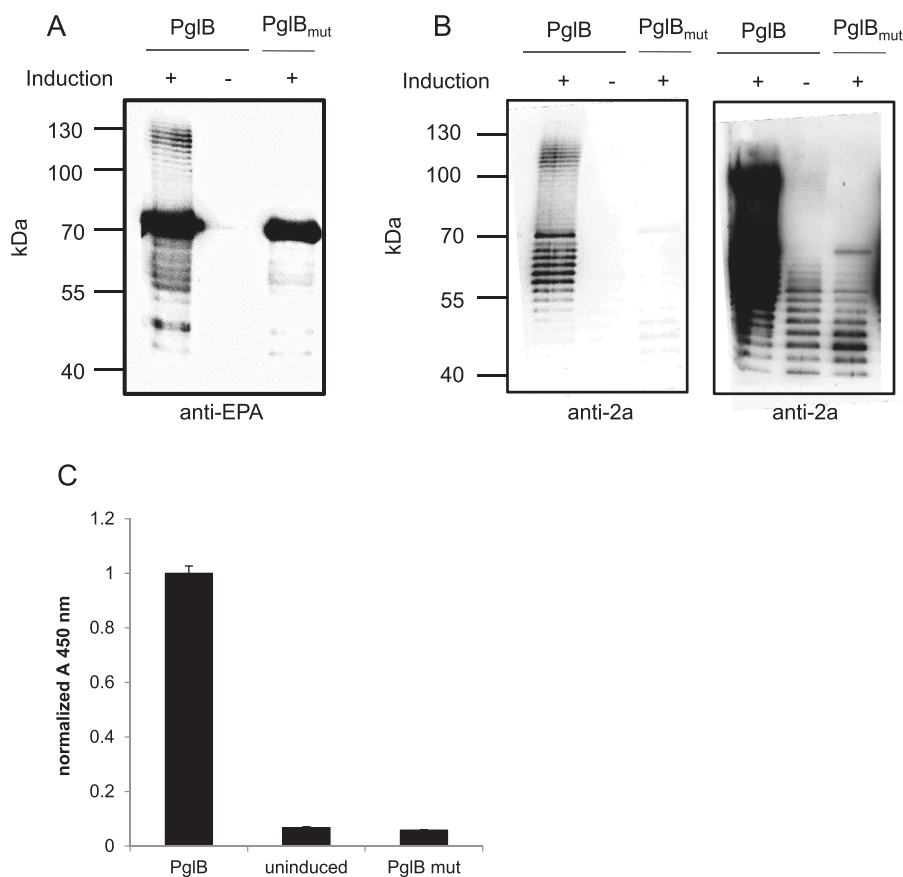 A
PglB PglBmut
Induction + - +
130
100
70
55
40
kDa
anti-EPA
B
PglB PglBmut PglB PglBmut
+ - + + - +
130
100
70
55
40
kDa
anti-2a anti-2a
C
1.2
1
0.8
0.6
0.4
0.2
0
normalized A 450 nm
PglB uninduced PglB mut